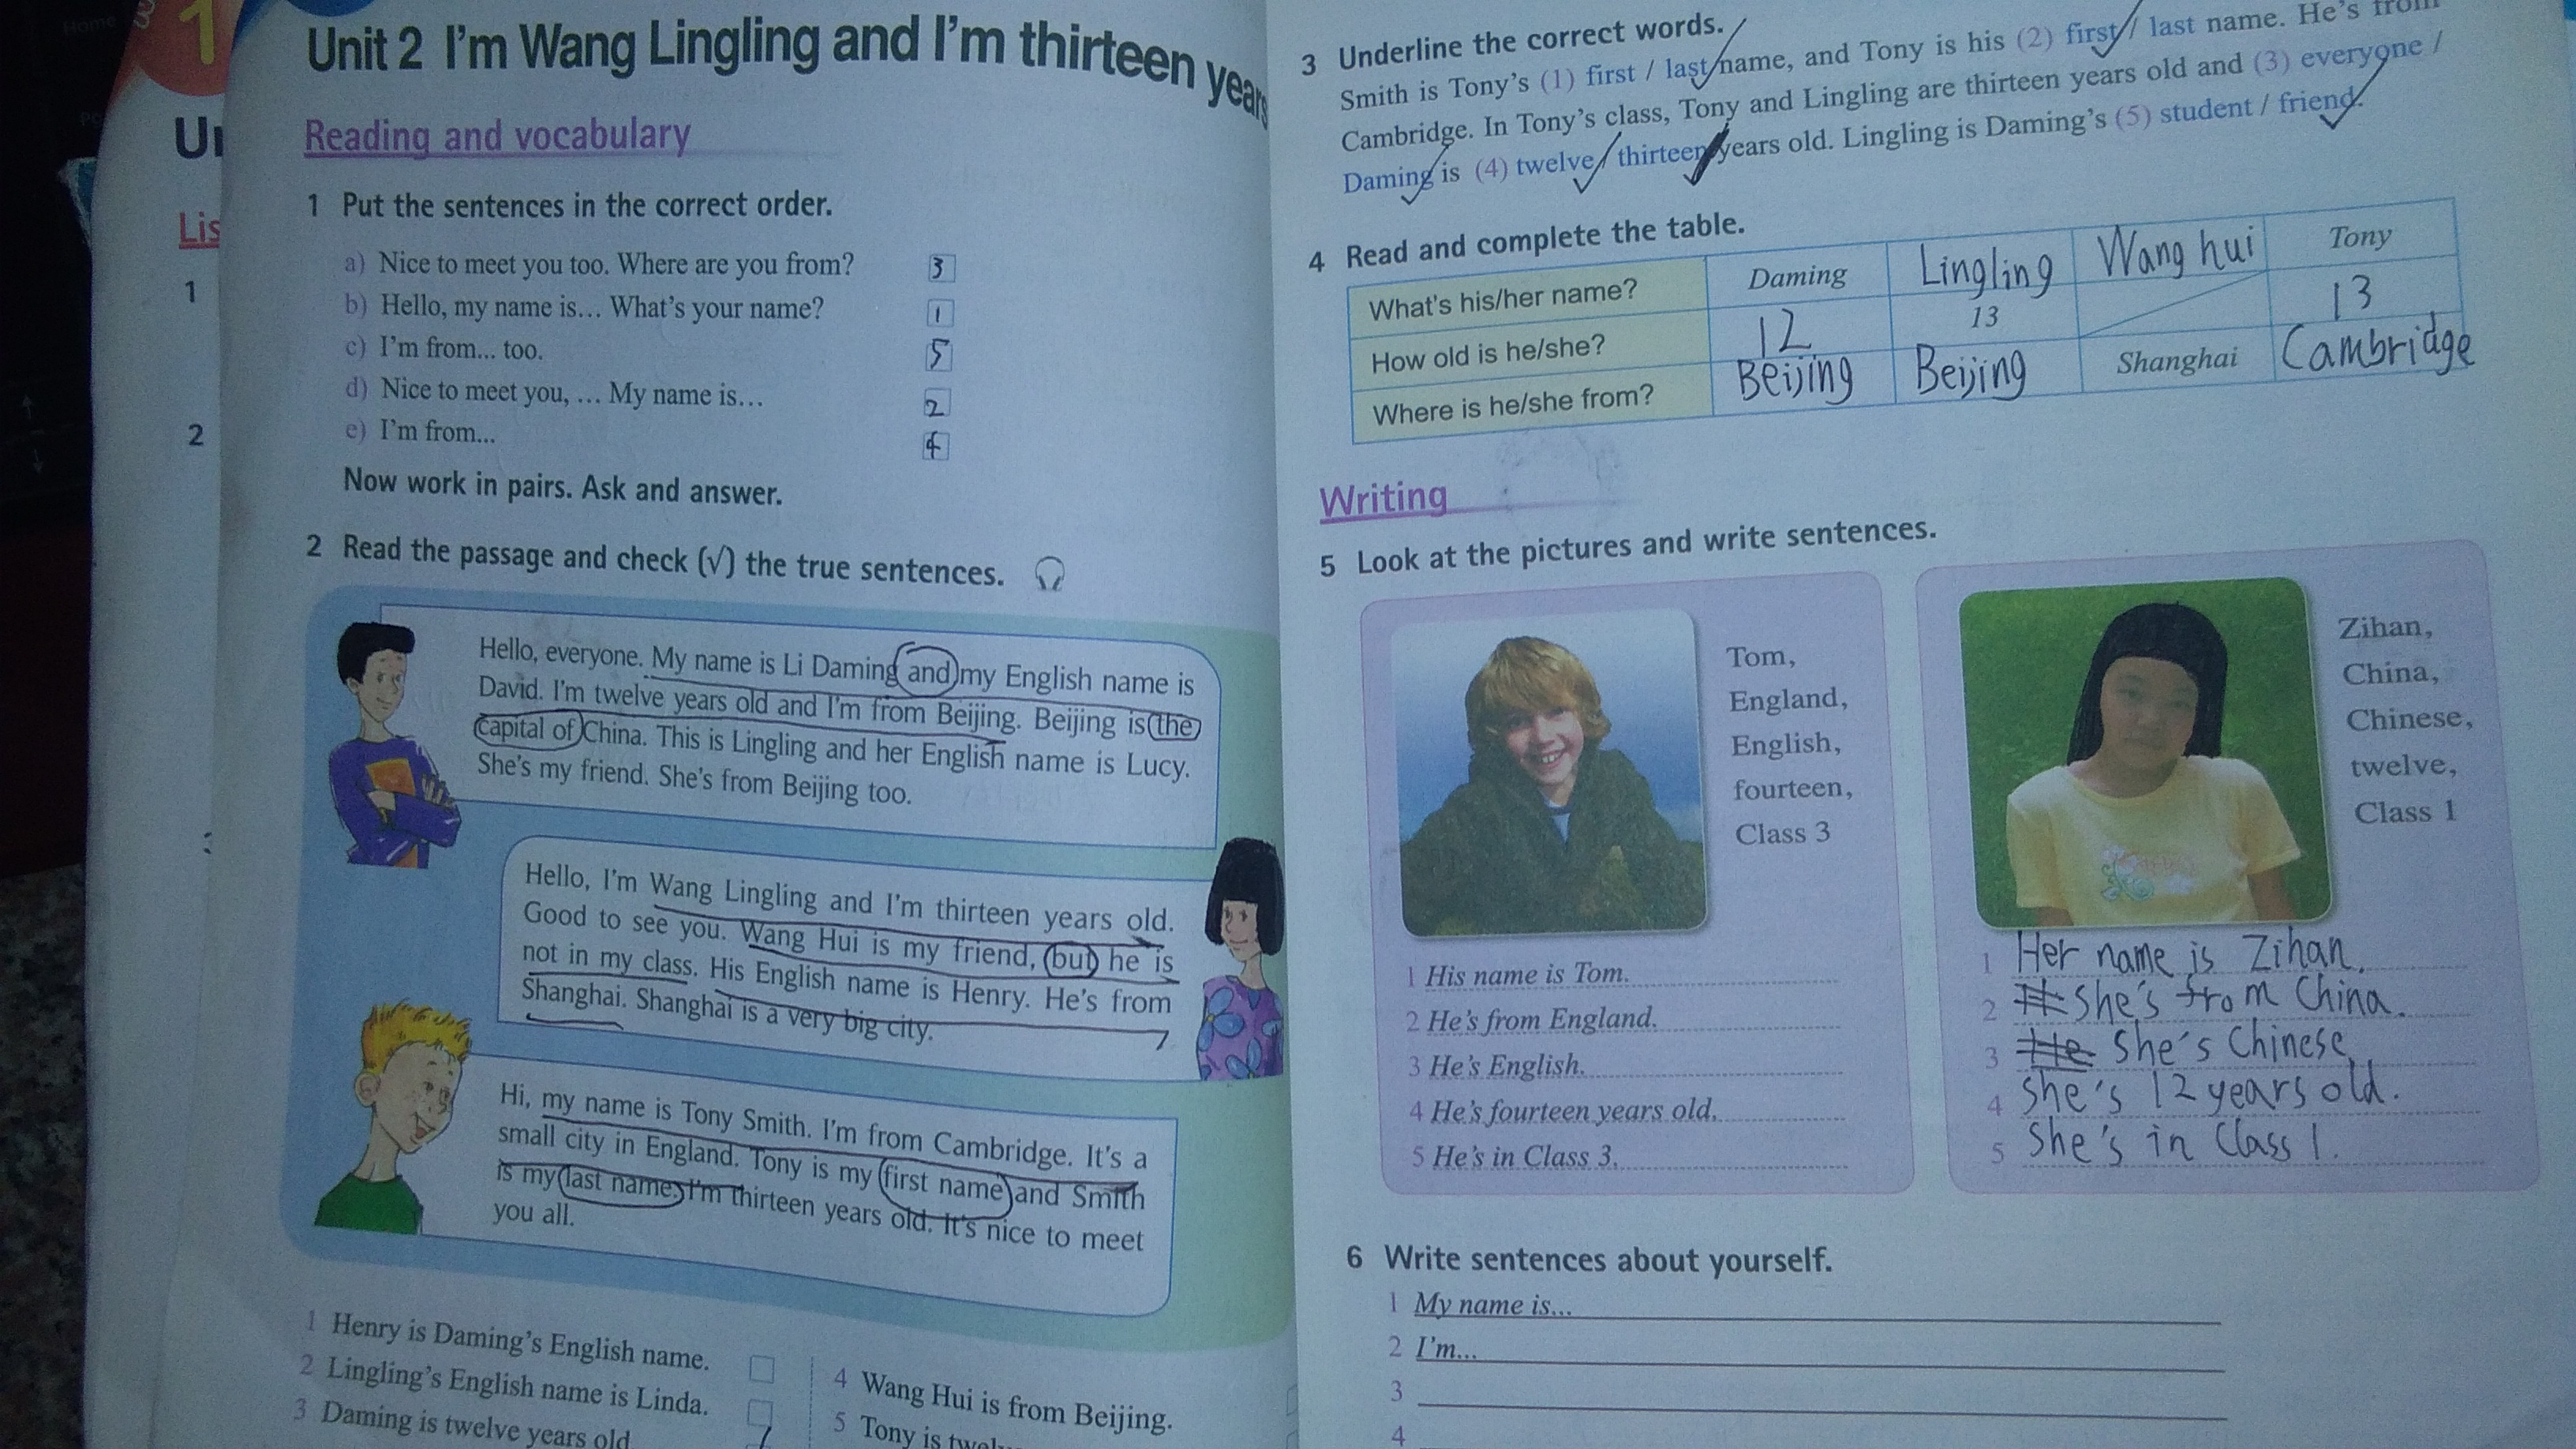 1
Home
Unit 2 I'm Wang Lingling and I'm thirteen years
Reading and vocabulary
Lis
1
2
1 Put the sentences in the correct order.
a) Nice to meet you too. Where are you from? 3
b) Hello, my name is... What's your name? 1
c) I'm from... too. 5
d) Nice to meet you, ... My name is... 2
e) I'm from... 4
Now work in pairs. Ask and answer.
2 Read the passage and check (√) the true sentences.
Hello, everyone. My name is Li Daming and my English name is
David. I'm twelve years old and I'm from Beijing. Beijing is the
capital of China. This is Lingling and her English name is Lucy.
She's my friend. She's from Beijing too.
Hello, I'm Wang Lingling and I'm thirteen years old.
Good to see you. Wang Hui is my friend, but he is
not in my class. His English name is Henry. He's from
Shanghai. Shanghai is a very big city.
Hi, my name is Tony Smith. I'm from Cambridge. It's a
small city in England. Tony is my first name and Smith
is my last name. I'm thirteen years old. It's nice to meet
you all.
1 Henry is Daming's English name.
2 Lingling's English name is Linda.
3 Daming is twelve years old
4 Wang Hui is from Beijing.
5 Tony is
3 Underline the correct words.
Smith is Tony's (1) first / last name, and Tony is his (2) first / last name. He's from
Cambridge. In Tony's class, Tony and Lingling are thirteen years old and (3) everyone /
Daming is (4) twelve / thirteen years old. Lingling is Daming's (5) student / friend.
4 Read and complete the table.
What's his/her name? Daming Lingling Wang hui Tony
How old is he/she? 12 13 13
Where is he/she from? Beijing Beijing Shanghai Cambridge
Writing
5 Look at the pictures and write sentences.
Tom,
England,
English,
fourteen,
Class 3
1 His name is Tom.
2 He's from England.
3 He's English.
4 He's fourteen years old.
5 He's in Class 3.
Zihan,
China,
Chinese,
twelve,
Class 1
1 Her name is Zihan.
2 She's from China.
3 He She's Chinese
4 She's 12 years old.
5 She's in Class 1.
6 Write sentences about yourself.
1 My name is...
2 I'm...
3
4